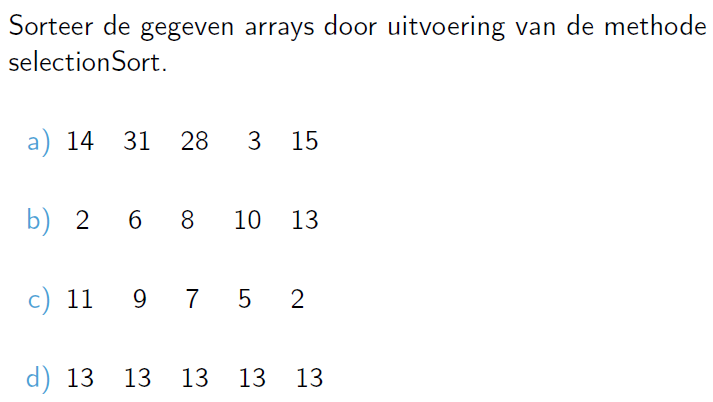 Sorteer de gegeven arrays door uitvoering van de methode
selectionSort.
a) 14 31 28 3 15
b) 2 6 8 10 13
c) 11 9 7 5 2
d) 13 13 13 13 13